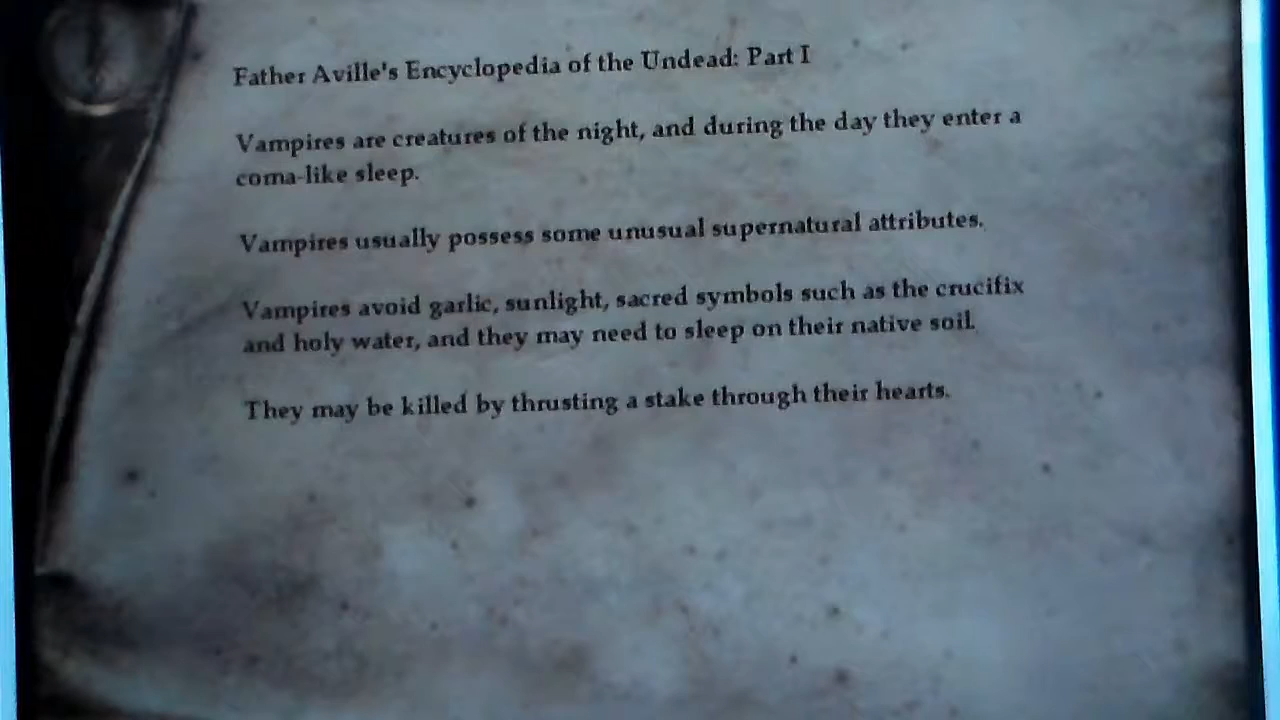 Father Aville's Encyclopedia of the Undead: Part I
Vampires are creatures of the night, and during the day they enter a
coma-like sleep.
Vampires usually possess some unusual supernatural attributes.
Vampires avoid garlic, sunlight, sacred symbols such as the crucifix
and holy water, and they may need to sleep on their native soil.
They may be killed by thrusting a stake through their hearts.